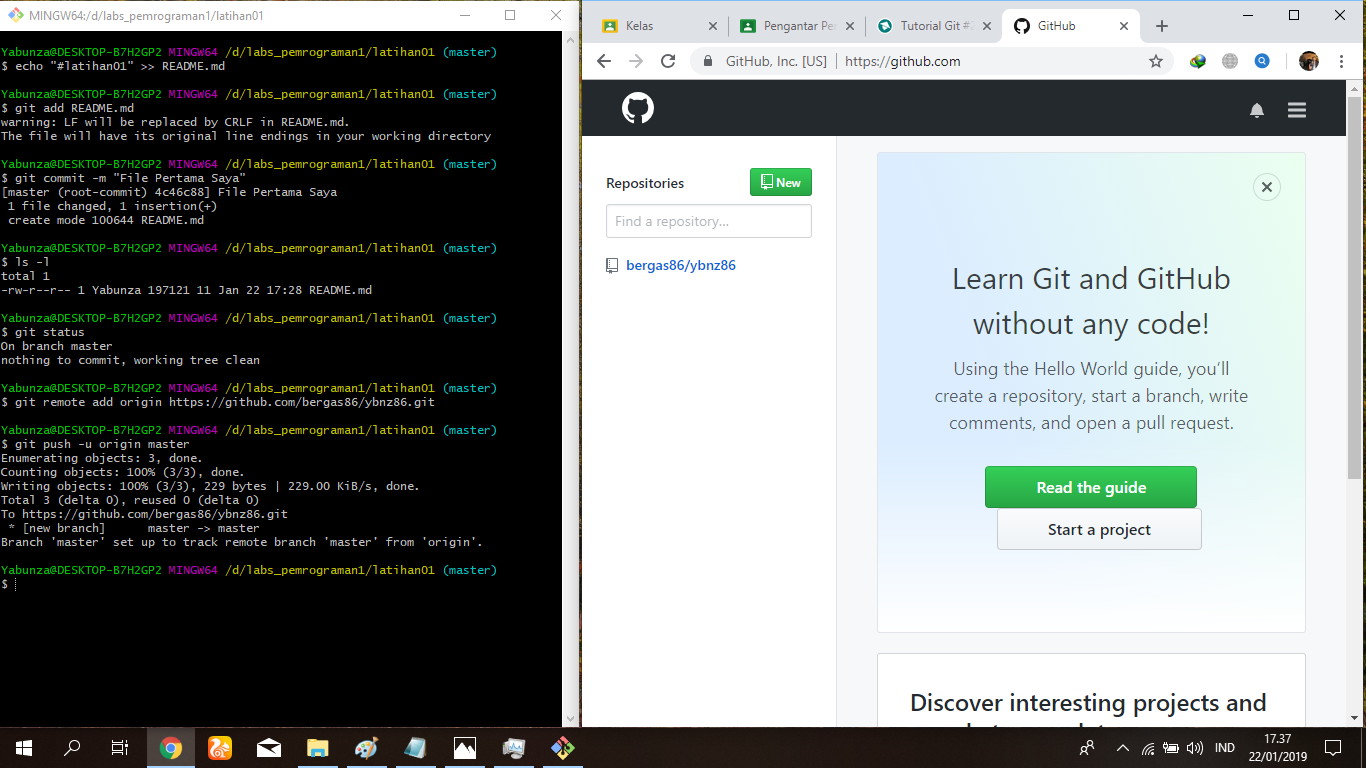 MINGW64:/d/labs_pemrograman1/latihan01
Yabunza@DESKTOP-B7H2GP2 MINGW64 /d/labs_pemrograman1/latihan01 (master)
$ echo "#latihan01" >> README.md
Yabunza@DESKTOP-B7H2GP2 MINGW64 /d/labs_pemrograman1/latihan01 (master)
$ git add README.md
warning: LF will be replaced by CRLF in README.md.
The file will have its original line endings in your working directory
Yabunza@DESKTOP-B7H2GP2 MINGW64 /d/labs_pemrograman1/latihan01 (master)
$ git commit -m "File Pertama Saya"
[master (root-commit) 4c46c88] File Pertama Saya
 1 file changed, 1 insertion(+)
 create mode 100644 README.md
Yabunza@DESKTOP-B7H2GP2 MINGW64 /d/labs_pemrograman1/latihan01 (master)
$ ls -l
total 1
-rw-r--r-- 1 Yabunza 197121 11 Jan 22 17:28 README.md
Yabunza@DESKTOP-B7H2GP2 MINGW64 /d/labs_pemrograman1/latihan01 (master)
$ git status
On branch master
nothing to commit, working tree clean
Yabunza@DESKTOP-B7H2GP2 MINGW64 /d/labs_pemrograman1/latihan01 (master)
$ git remote add origin https://github.com/bergas86/ybnz86.git
Yabunza@DESKTOP-B7H2GP2 MINGW64 /d/labs_pemrograman1/latihan01 (master)
$ git push -u origin master
Enumerating objects: 3, done.
Counting objects: 100% (3/3), done.
Writing objects: 100% (3/3), 229 bytes | 229.00 KiB/s, done.
Total 3 (delta 0), reused 0 (delta 0)
To https://github.com/bergas86/ybnz86.git
 * [new branch]      master -> master
Branch 'master' set up to track remote branch 'master' from 'origin'.
Yabunza@DESKTOP-B7H2GP2 MINGW64 /d/labs_pemrograman1/latihan01 (master)
$
Kelas
Pengantar Pe
Tutorial Git #
GitHub
GitHub, Inc. [US] | https://github.com
Repositories
New
Find a repository...
bergas86/ybnz86
Learn Git and GitHub
without any code!
Using the Hello World guide, you'll
create a repository, start a branch, write
comments, and open a pull request.
Read the guide
Start a project
Discover interesting projects and
IND
17.37
22/01/2019